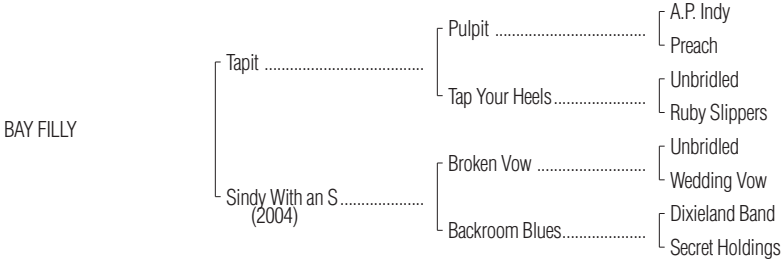 A.P. Indy
Pulpit ....................................
Preach
Tapit ......................................
Unbridled
Tap Your Heels......................
Ruby Slippers
BAY FILLY
Unbridled
Broken Vow ..........................
Wedding Vow
Sindy With an S....................
(2004)
Dixieland Band
Backroom Blues....................
Secret Holdings